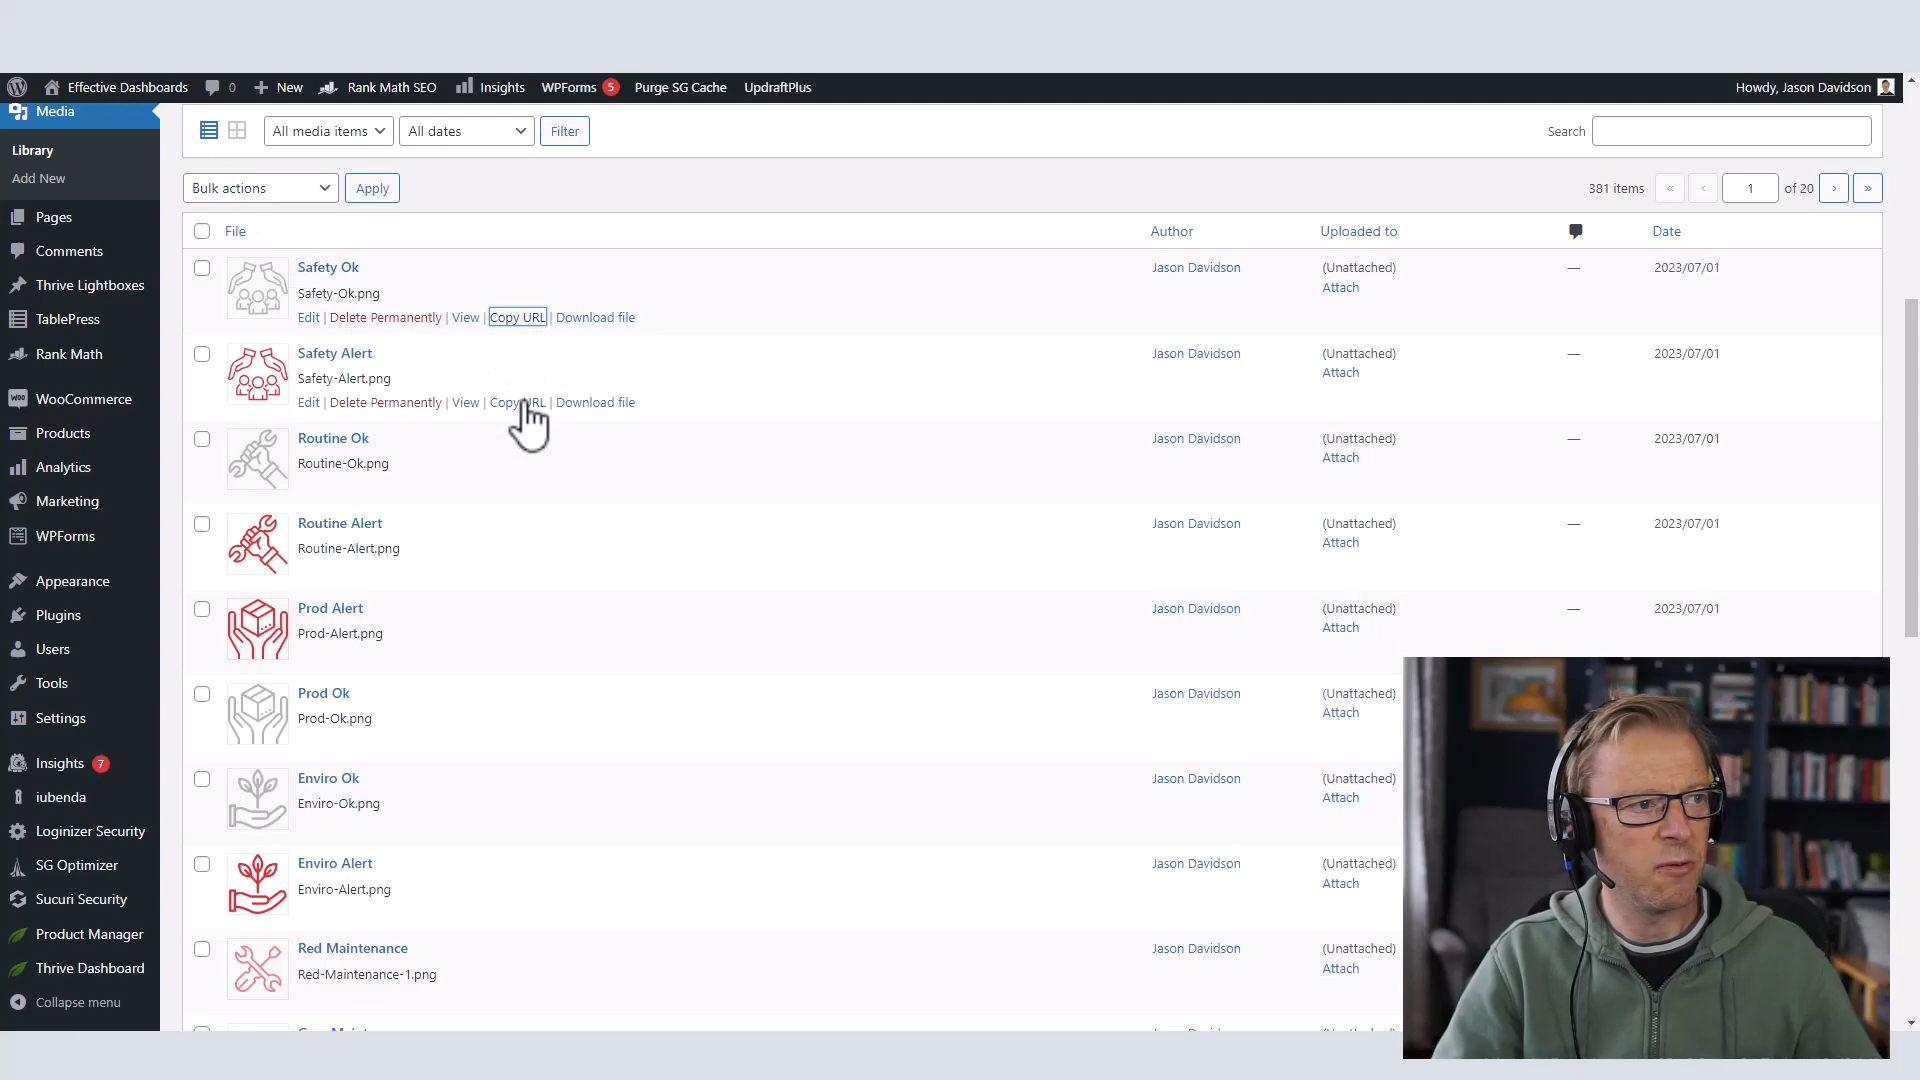 Effective Dashboards 0 New Rank Math SEO Insights WPForms 5 Purge SG Cache UpdraftPlus Howdy, Jason Davidson
Media
Library
Add New
Pages
Comments
Thrive Lightboxes
TablePress
Rank Math
WooCommerce
Products
Analytics
Marketing
WPForms
Appearance
Plugins
Users
Tools
Settings
Insights 7
iubenda
Loginizer Security
SG Optimizer
Sucuri Security
Product Manager
Thrive Dashboard
Collapse menu
All media items All dates Filter Search
Bulk actions Apply 381 items « ‹ 1 of 20 › »
File Author Uploaded to Date
Safety Ok Jason Davidson (Unattached) — 2023/07/01
Safety-Ok.png Attach
Edit | Delete Permanently | View | Copy URL | Download file
Safety Alert Jason Davidson (Unattached) — 2023/07/01
Safety-Alert.png Attach
Edit | Delete Permanently | View | Copy URL | Download file
Routine Ok Jason Davidson (Unattached) — 2023/07/01
Routine-Ok.png Attach
Routine Alert Jason Davidson (Unattached) — 2023/07/01
Routine-Alert.png Attach
Prod Alert Jason Davidson (Unattached) — 2023/07/01
Prod-Alert.png Attach
Prod Ok Jason Davidson (Unattached)
Prod-Ok.png Attach
Enviro Ok Jason Davidson (Unattached)
Enviro-Ok.png Attach
Enviro Alert Jason Davidson (Unattached)
Enviro-Alert.png Attach
Red Maintenance Jason Davidson (Unattached)
Red-Maintenance-1.png Attach